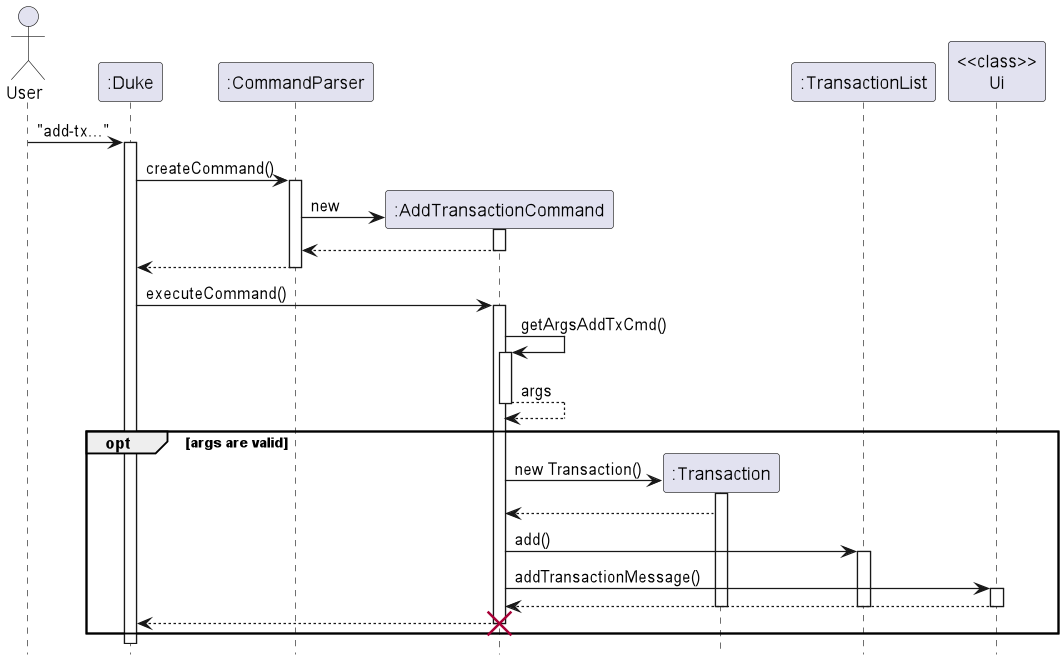 User
:Duke
:CommandParser
:TransactionList
<<class>>
Ui
"add-tx..."
createCommand()
new
:AddTransactionCommand
executeCommand()
getArgsAddTxCmd()
args
opt
[args are valid]
new Transaction()
:Transaction
add()
addTransactionMessage()